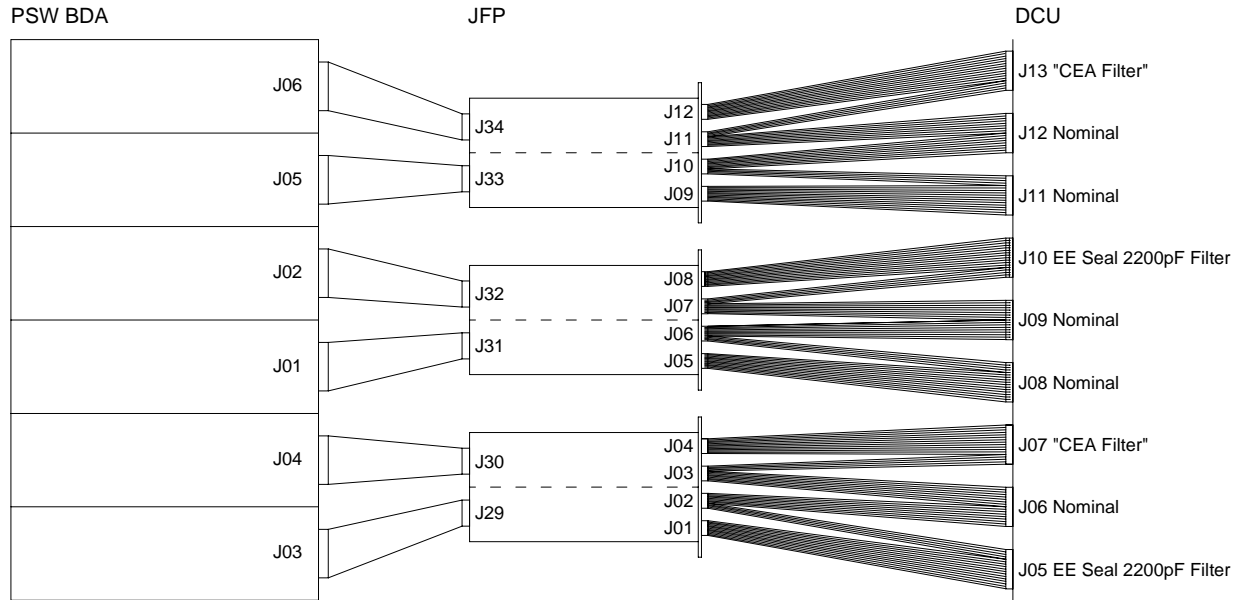 PSW BDA
JFP
DCU
J06
J05
J02
J01
J04
J03
J34
J33
J32
J31
J30
J29
J12
J11
J10
J09
J08
J07
J06
J05
J04
J03
J02
J01
J13 "CEA Filter"
J12 Nominal
J11 Nominal
J10 EE Seal 2200pF Filter
J09 Nominal
J08 Nominal
J07 "CEA Filter"
J06 Nominal
J05 EE Seal 2200pF Filter